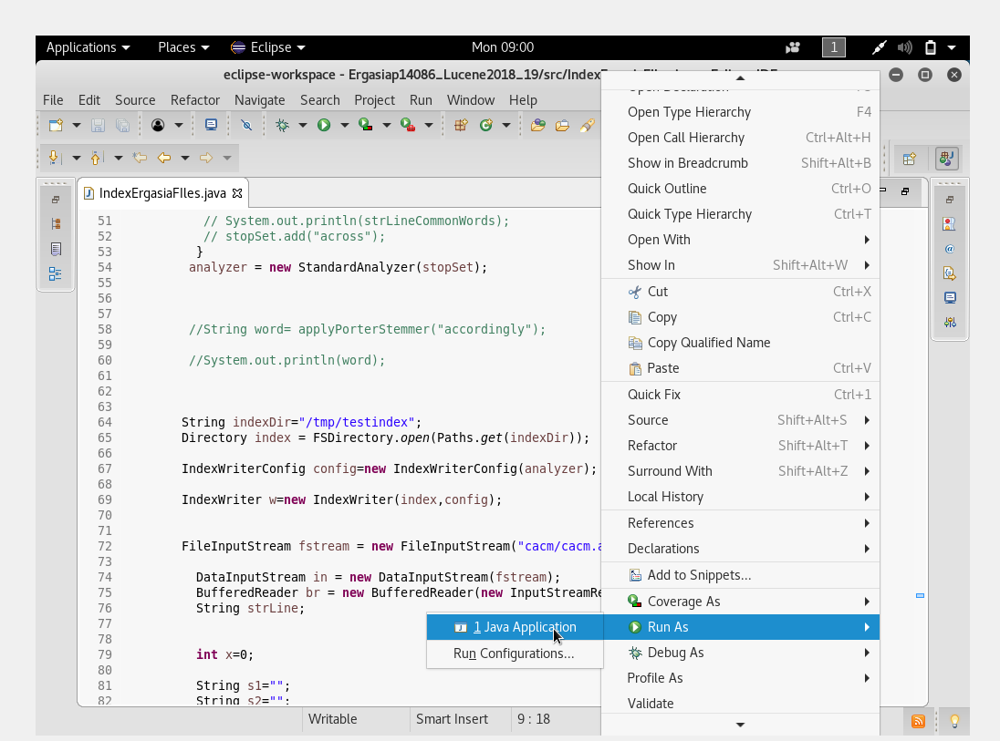 Applications Places Eclipse Mon 09:00 1
eclipse-workspace - Ergasiap14086_Lucene2018_19/src/Index
File Edit Source Refactor Navigate Search Project Run Window Help
IndexErgasiaFIles.java
51 // System.out.println(strLineCommonWords);
52 // stopSet.add("across");
53 }
54 analyzer = new StandardAnalyzer(stopSet);
55
56
57
58 //String word= applyPorterStemmer("accordingly");
59
60 //System.out.println(word);
61
62
63
64 String indexDir="/tmp/testindex";
65 Directory index = FSDirectory.open(Paths.get(indexDir));
66
67 IndexWriterConfig config=new IndexWriterConfig(analyzer);
68
69 IndexWriter w=new IndexWriter(index,config);
70
71
72 FileInputStream fstream = new FileInputStream("cacm/cacm.a
73
74 DataInputStream in = new DataInputStream(fstream);
75 BufferedReader br = new BufferedReader(new InputStreamRe
76 String strLine;
77
78
79 int x=0;
80
81 String s1="";
82 String s2="";
Writable Smart Insert 9 : 18
Open Type Hierarchy F4
Open Call Hierarchy Ctrl+Alt+H
Show in Breadcrumb Shift+Alt+B
Quick Outline Ctrl+O
Quick Type Hierarchy Ctrl+T
Open With
Show In Shift+Alt+W
Cut Ctrl+X
Copy Ctrl+C
Copy Qualified Name
Paste Ctrl+V
Quick Fix Ctrl+1
Source Shift+Alt+S
Refactor Shift+Alt+T
Surround With Shift+Alt+Z
Local History
References
Declarations
Add to Snippets...
Coverage As
Run As
Debug As
Profile As
Validate
1 Java Application
Run Configurations...